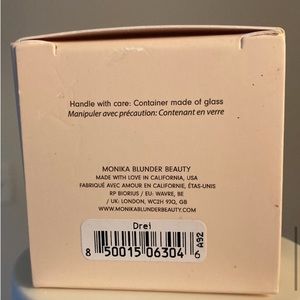 Handle with care: Container made of glass
Manipuler avec précaution: Contenant en verre
MONIKA BLUNDER BEAUTY
MADE WITH LOVE IN CALIFORNIA, USA
FABRIQUÉ AVEC AMOUR EN CALIFORNIE, ÉTAS-UNIS
RP BIORIUS / EU: WAVRE, BE
/ UK: LONDON, WC2H 9JQ, GB
WWW.MONIKABLUNDERBEAUTY.COM
Drei
8 50015 06304 6
A92